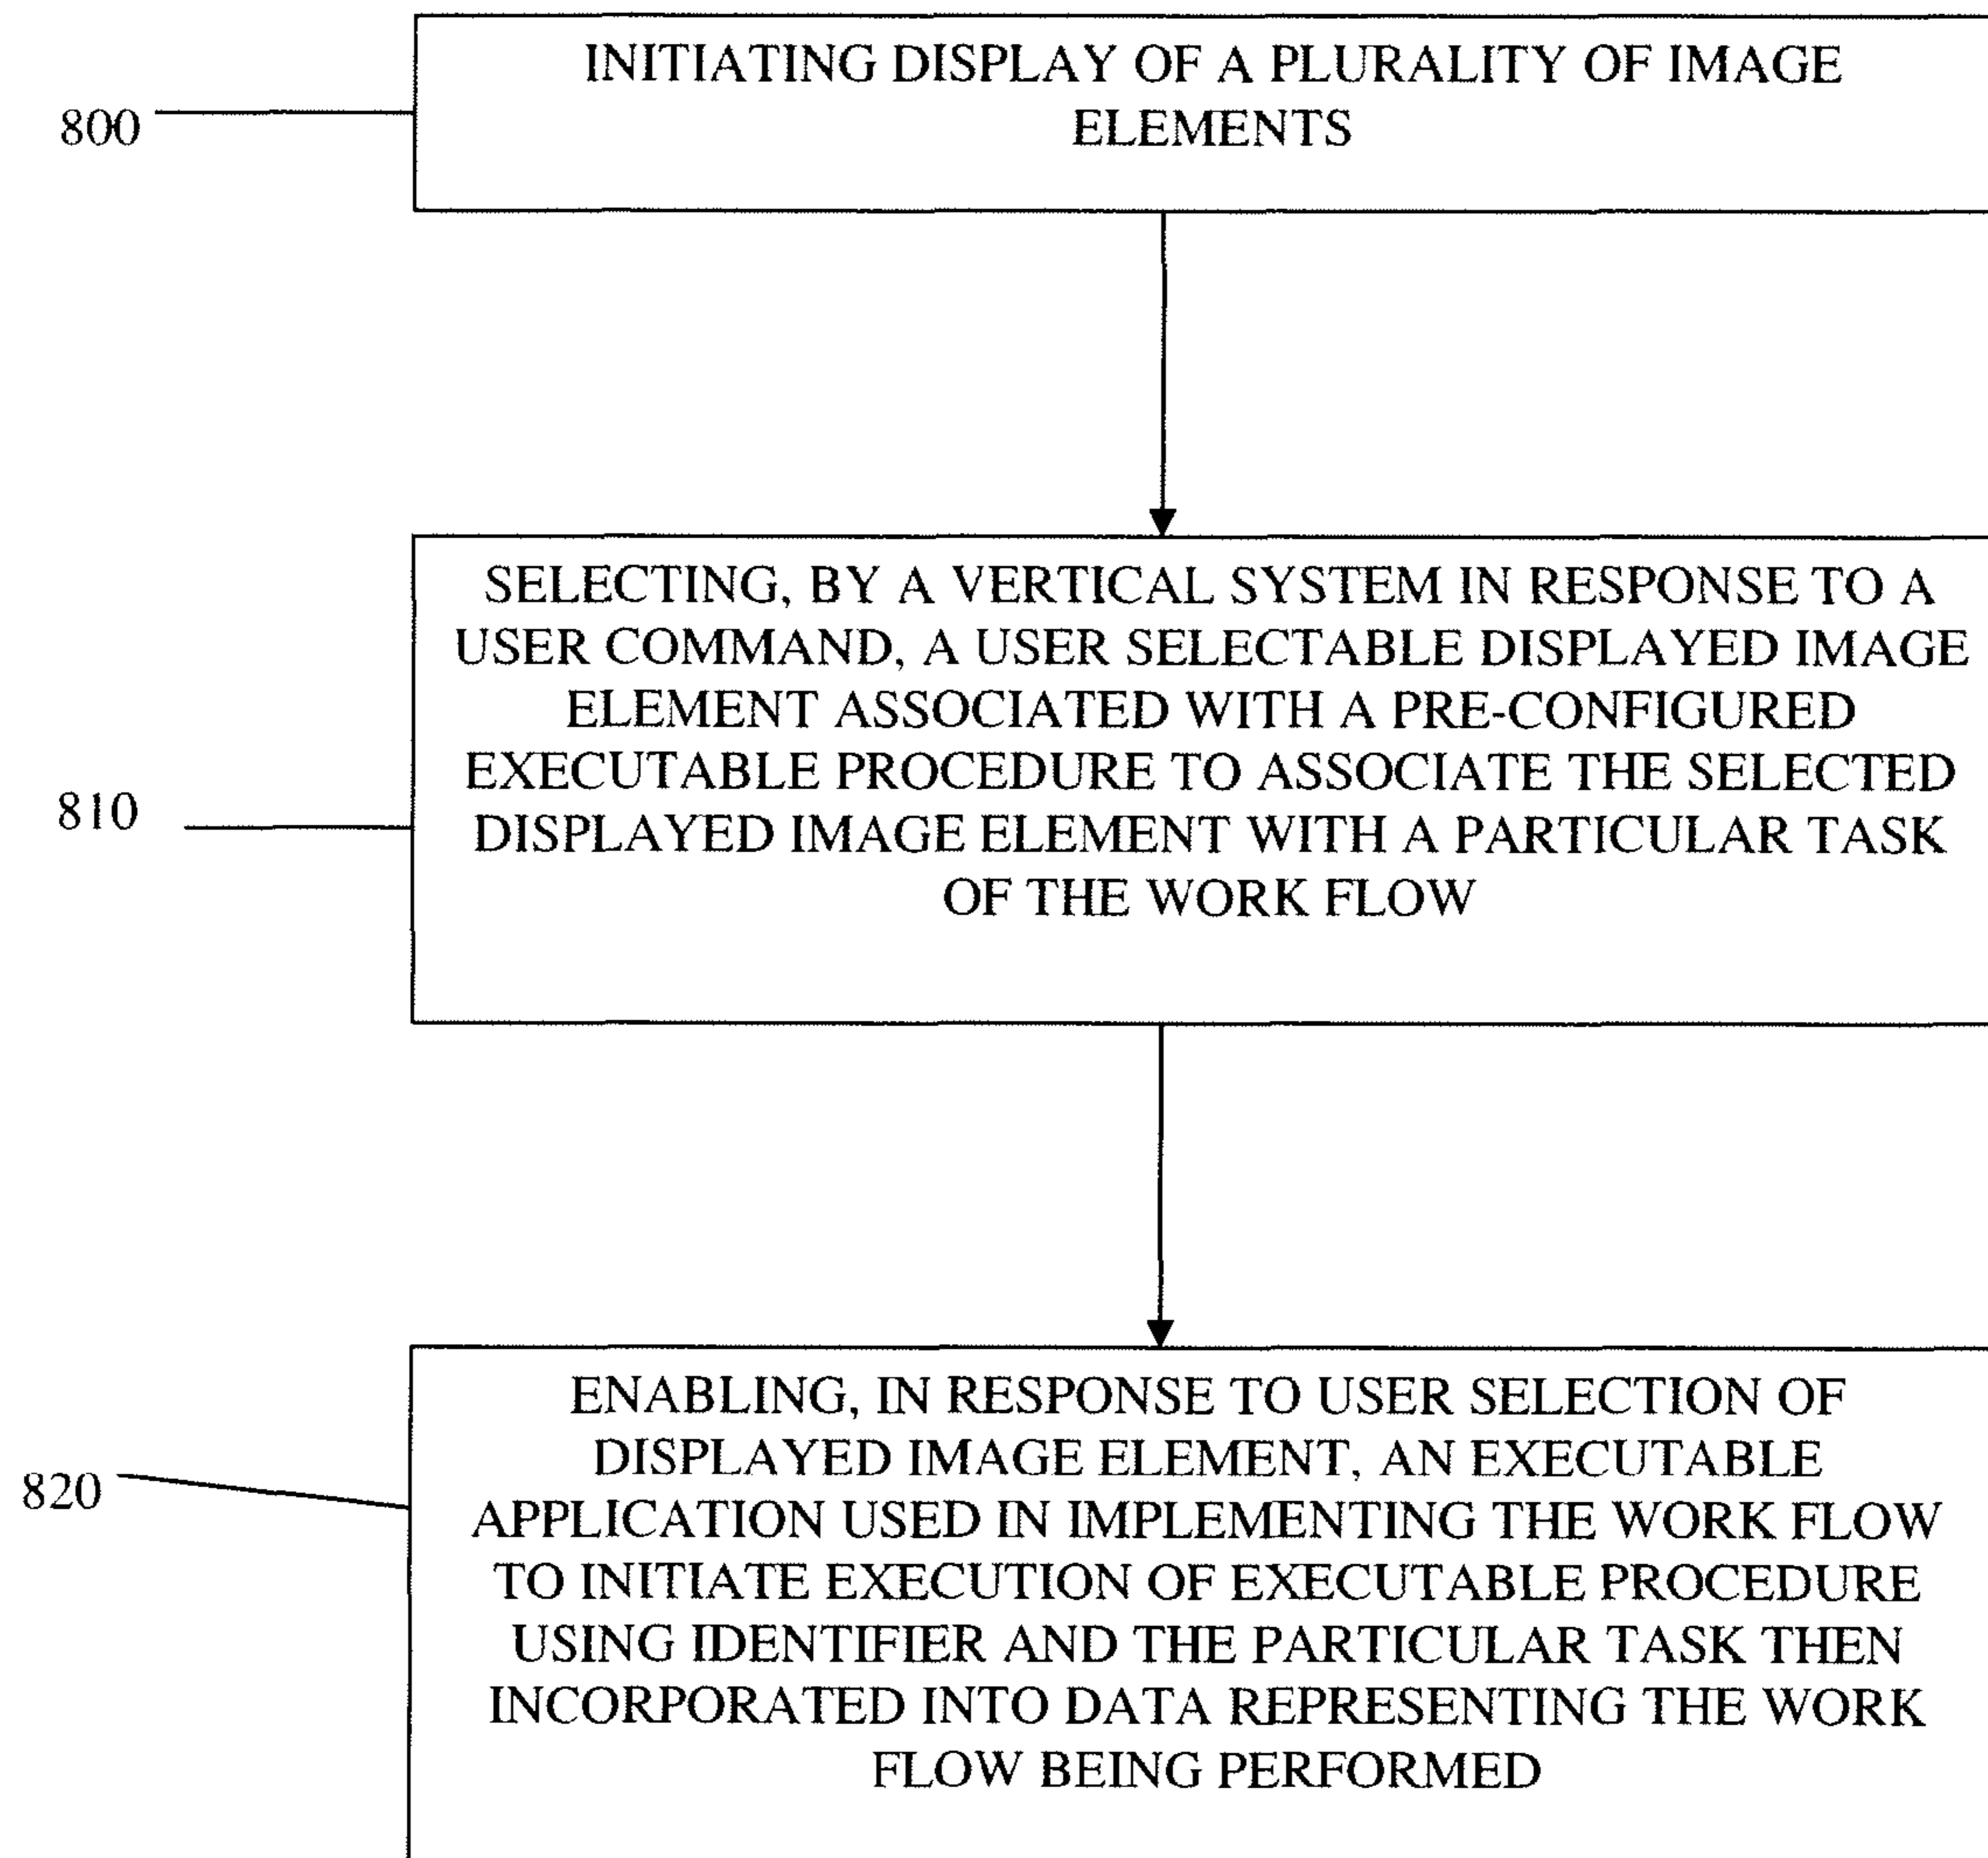 INITIATING DISPLAY OF A PLURALITY OF IMAGE
ELEMENTS
800
SELECTING, BY A VERTICAL SYSTEM IN RESPONSE TO A
USER COMMAND, A USER SELECTABLE DISPLAYED IMAGE
ELEMENT ASSOCIATED WITH A PRE-CONFIGURED
EXECUTABLE PROCEDURE TO ASSOCIATE THE SELECTED
DISPLAYED IMAGE ELEMENT WITH A PARTICULAR TASK
OF THE WORK FLOW
810
ENABLING, IN RESPONSE TO USER SELECTION OF
DISPLAYED IMAGE ELEMENT, AN EXECUTABLE
APPLICATION USED IN IMPLEMENTING THE WORK FLOW
TO INITIATE EXECUTION OF EXECUTABLE PROCEDURE
USING IDENTIFIER AND THE PARTICULAR TASK THEN
INCORPORATED INTO DATA REPRESENTING THE WORK
FLOW BEING PERFORMED
820